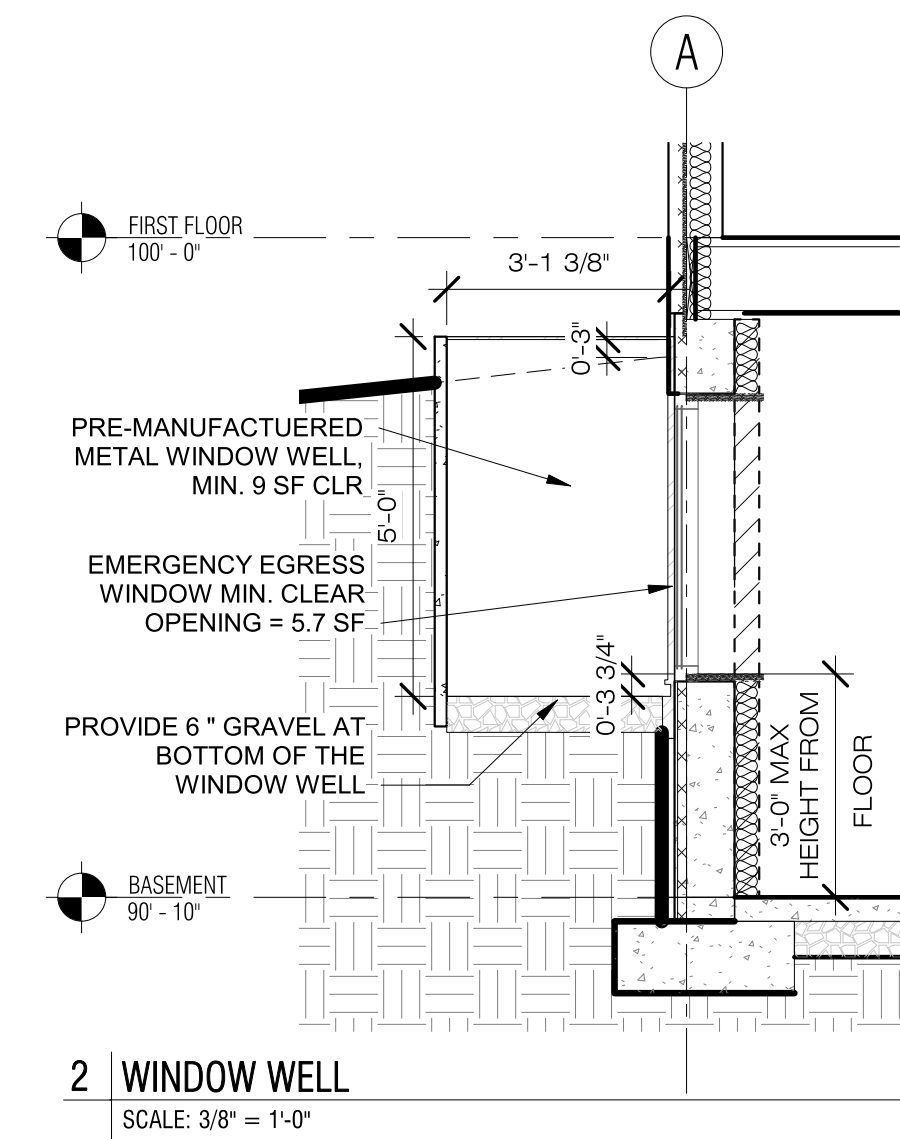 A
FIRST FLOOR
100' - 0"
3'-1 3/8"
0'-3"
PRE-MANUFACTUERED
METAL WINDOW WELL,
MIN. 9 SF CLR
5'-0"
EMERGENCY EGRESS
WINDOW MIN. CLEAR
OPENING = 5.7 SF
0'-3 3/4"
PROVIDE 6 " GRAVEL AT
BOTTOM OF THE
WINDOW WELL
3'-0" MAX
HEIGHT FROM
FLOOR
BASEMENT
90' - 10"
2
WINDOW WELL
SCALE: 3/8" = 1'-0"